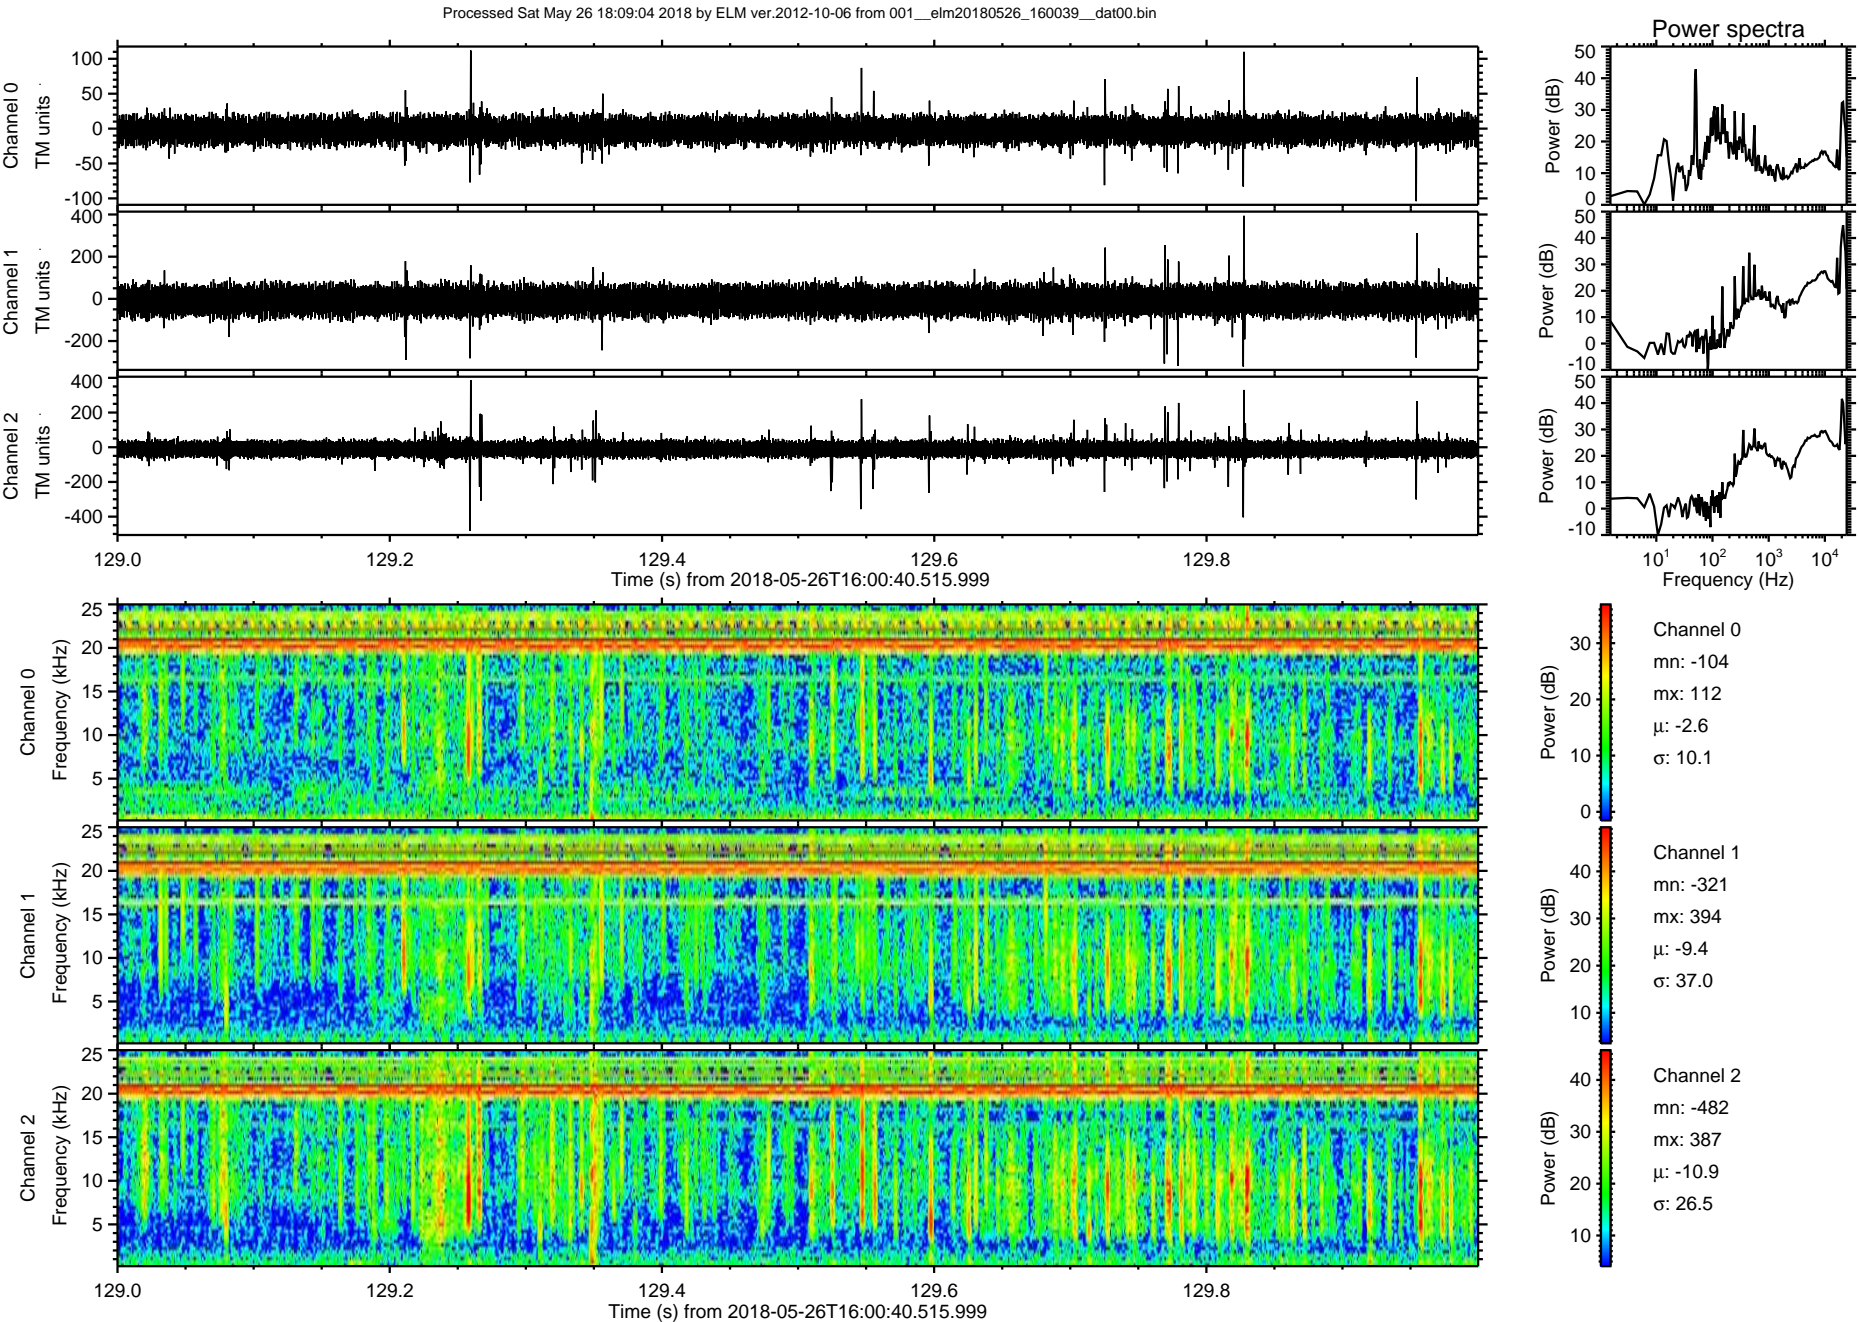 Processed Sat May 26 18:09:04 2018 by ELM ver.2012-10-06 from 001__elm20180526_160039__dat00.bin
Power spectra
Channel 0
TM units
100
50
0
-50
-100
Power (dB)
50
40
30
20
10
0
Channel 1
TM units
400
200
0
-200
Power (dB)
50
40
30
20
10
0
-10
Channel 2
TM units
400
200
0
-200
-400
Power (dB)
50
40
30
20
10
0
-10
129.0 129.2 129.4 129.6 129.8
Time (s) from 2018-05-26T16:00:40.515.999
10^1 10^2 10^3 10^4
Frequency (Hz)
Channel 0
Frequency (kHz)
25
20
15
10
5
Power (dB)
30
20
10
0
Channel 0
mn: -104
mx: 112
μ: -2.6
σ: 10.1
Channel 1
Frequency (kHz)
25
20
15
10
5
Power (dB)
40
30
20
10
Channel 1
mn: -321
mx: 394
μ: -9.4
σ: 37.0
Channel 2
Frequency (kHz)
25
20
15
10
5
Power (dB)
40
30
20
10
Channel 2
mn: -482
mx: 387
μ: -10.9
σ: 26.5
129.0 129.2 129.4 129.6 129.8
Time (s) from 2018-05-26T16:00:40.515.999